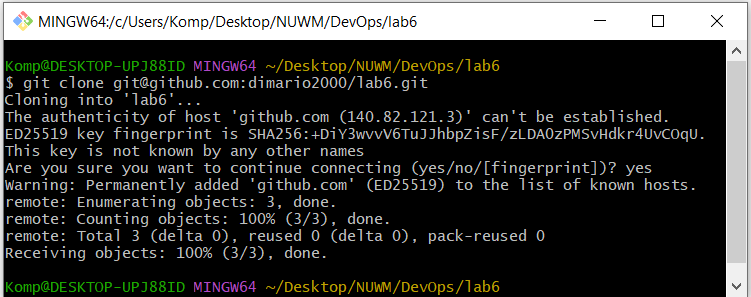 MINGW64:/c/Users/Komp/Desktop/NUWM/DevOps/lab6
Komp@DESKTOP-UPJ88ID MINGW64 ~/Desktop/NUWM/DevOps/lab6
$ git clone git@github.com:dimario2000/lab6.git
Cloning into 'lab6'...
The authenticity of host 'github.com (140.82.121.3)' can't be established.
ED25519 key fingerprint is SHA256:+DiY3wvvV6TuJJhbpZisF/zLDA0zPMSvHdkr4UvCOqU.
This key is not known by any other names
Are you sure you want to continue connecting (yes/no/[fingerprint])? yes
Warning: Permanently added 'github.com' (ED25519) to the list of known hosts.
remote: Enumerating objects: 3, done.
remote: Counting objects: 100% (3/3), done.
remote: Total 3 (delta 0), reused 0 (delta 0), pack-reused 0
Receiving objects: 100% (3/3), done.
Komp@DESKTOP-UPJ88ID MINGW64 ~/Desktop/NUWM/DevOps/lab6